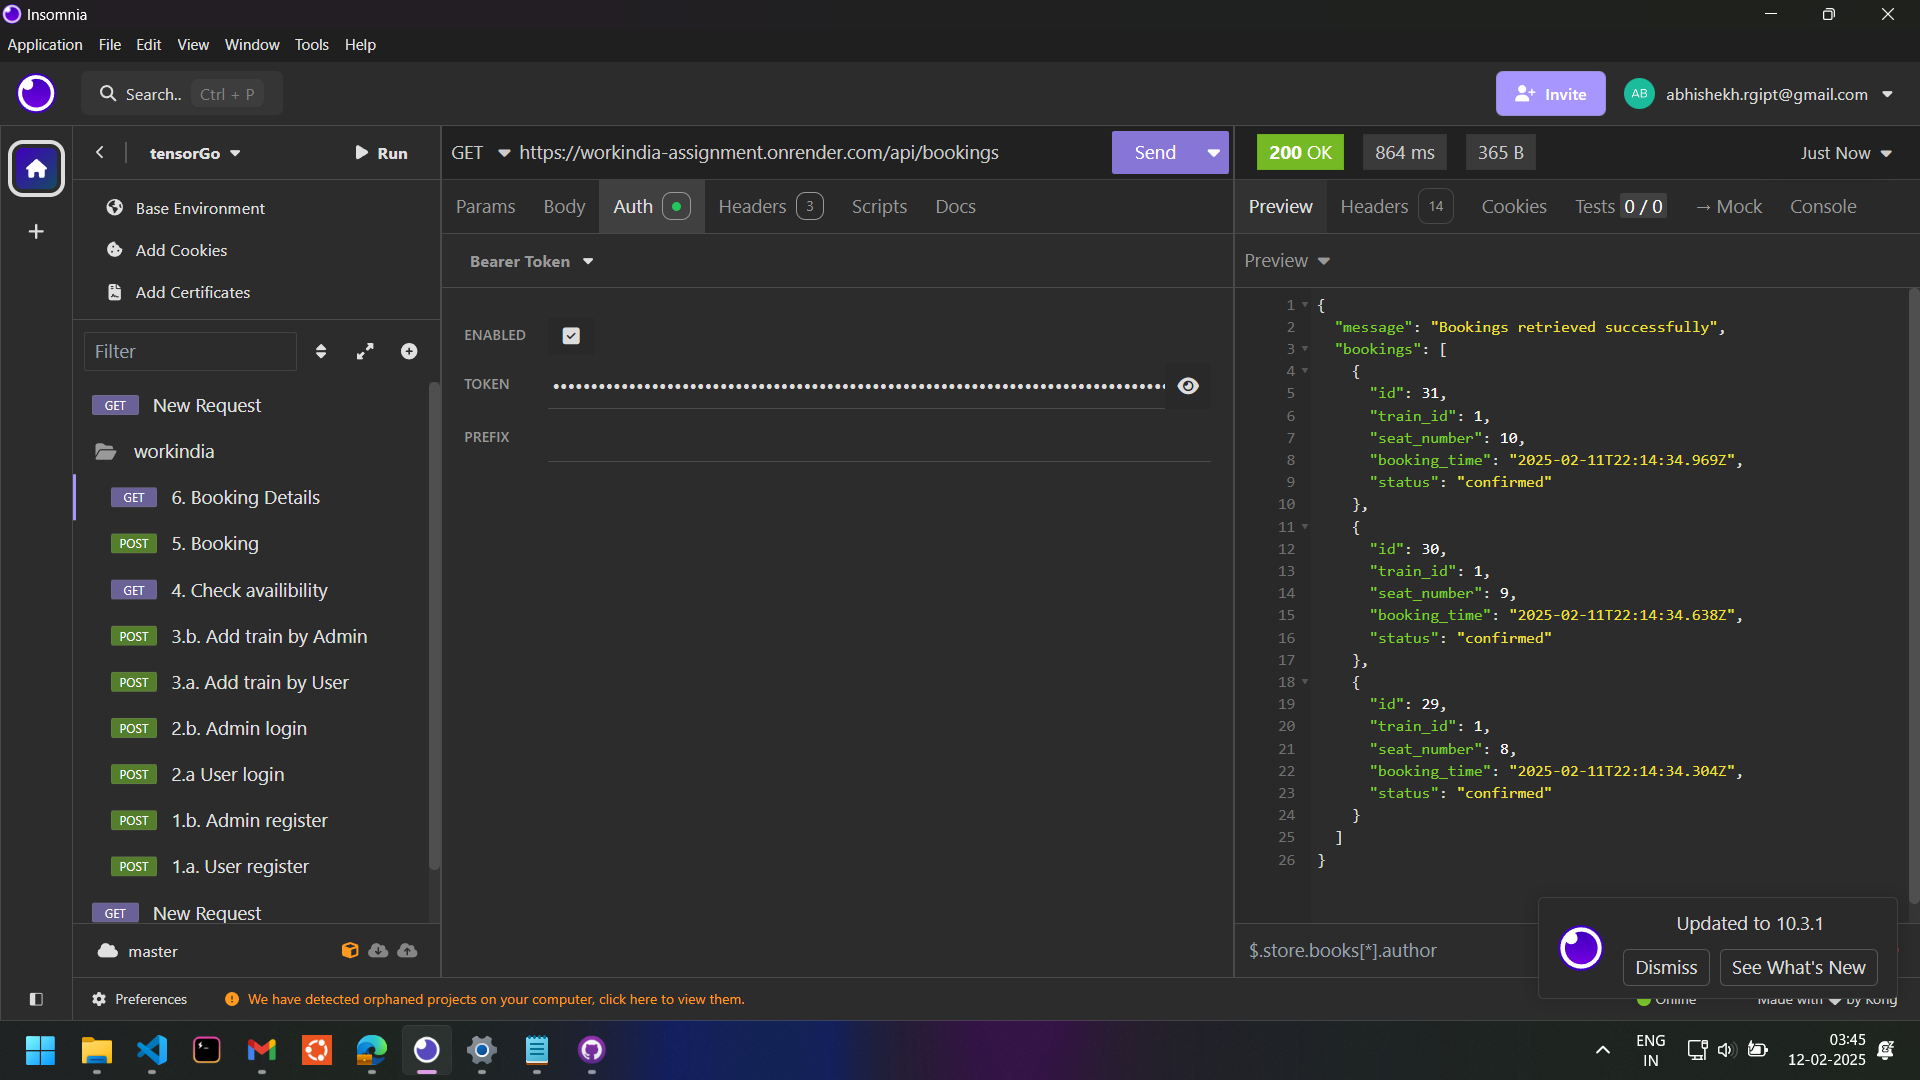 Insomnia
Application File Edit View Window Tools Help
Search.. Ctrl + P
Invite
AB abhishekh.rgipt@gmail.com
tensorGo
Run
Base Environment
Add Cookies
Add Certificates
Filter
GET New Request
workindia
GET 6. Booking Details
POST 5. Booking
GET 4. Check availibility
POST 3.b. Add train by Admin
POST 3.a. Add train by User
POST 2.b. Admin login
POST 2.a User login
POST 1.b. Admin register
POST 1.a. User register
GET New Request
master
GET https://workindia-assignment.onrender.com/api/bookings Send
Params Body Auth Headers 3 Scripts Docs
Bearer Token
ENABLED
TOKEN
PREFIX
200 OK 864 ms 365 B Just Now
Preview Headers 14 Cookies Tests 0 / 0 → Mock Console
Preview
1 {
2 "message": "Bookings retrieved successfully",
3 "bookings": [
4 {
5 "id": 31,
6 "train_id": 1,
7 "seat_number": 10,
8 "booking_time": "2025-02-11T22:14:34.969Z",
9 "status": "confirmed"
10 },
11 {
12 "id": 30,
13 "train_id": 1,
14 "seat_number": 9,
15 "booking_time": "2025-02-11T22:14:34.638Z",
16 "status": "confirmed"
17 },
18 {
19 "id": 29,
20 "train_id": 1,
21 "seat_number": 8,
22 "booking_time": "2025-02-11T22:14:34.304Z",
23 "status": "confirmed"
24 }
25 ]
26 }
$.store.books[*].author
Updated to 10.3.1
Dismiss See What's New
Preferences
We have detected orphaned projects on your computer, click here to view them.
Online
Made with ❤ by Kong
ENG
IN
03:45
12-02-2025